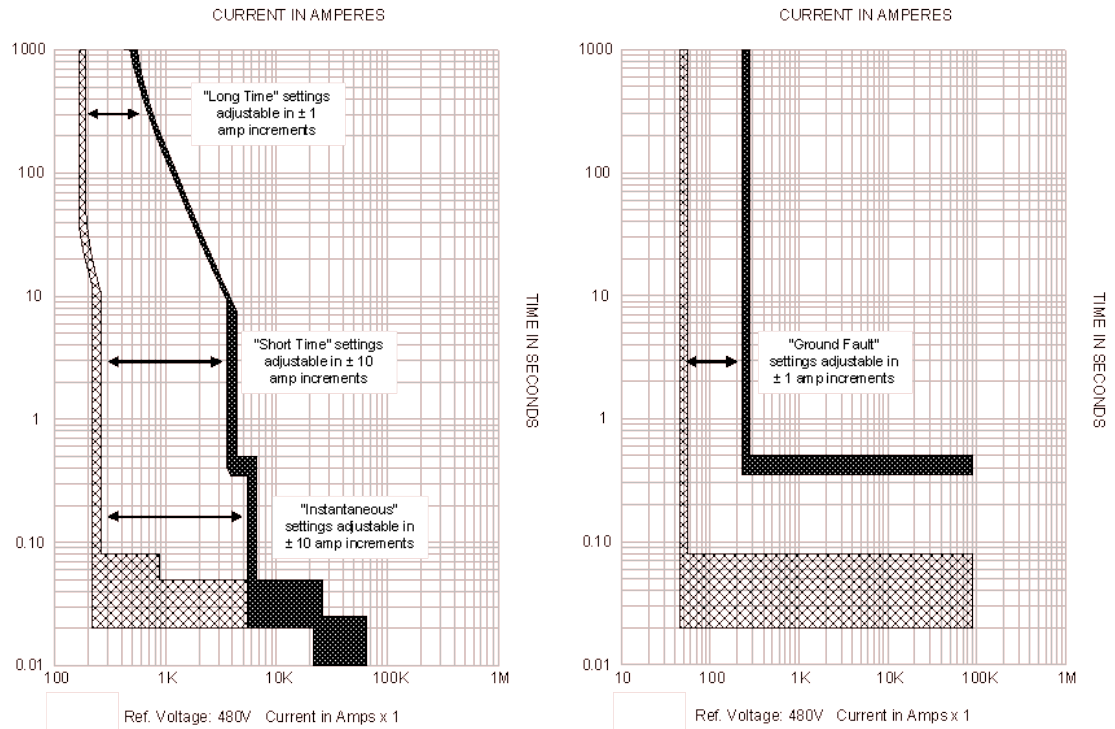 CURRENT IN AMPERES
1000
100
10
1
0.10
0.01
"Long Time" settings
adjustable in ± 1
amp increments
"Short Time" settings
adjustable in ± 10
amp increments
"Instantaneous"
settings adjustable in
± 10 amp increments
100
1K
10K
100K
1M
TIME IN SECONDS
Ref. Voltage: 480V Current in Amps x 1
CURRENT IN AMPERES
1000
100
10
1
0.10
0.01
"Ground Fault"
settings adjustable in
± 1 amp increments
10
100
1K
10K
100K
1M
TIME IN SECONDS
Ref. Voltage: 480V Current in Amps x 1